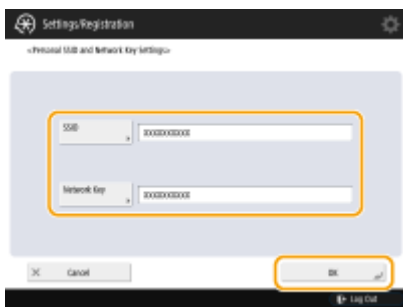 Settings/Registration
<Personal SSID and Network Key Settings>
SSID
XXXXXXXXXX
Network Key
XXXXXXXXXX
Cancel
OK
Log Out